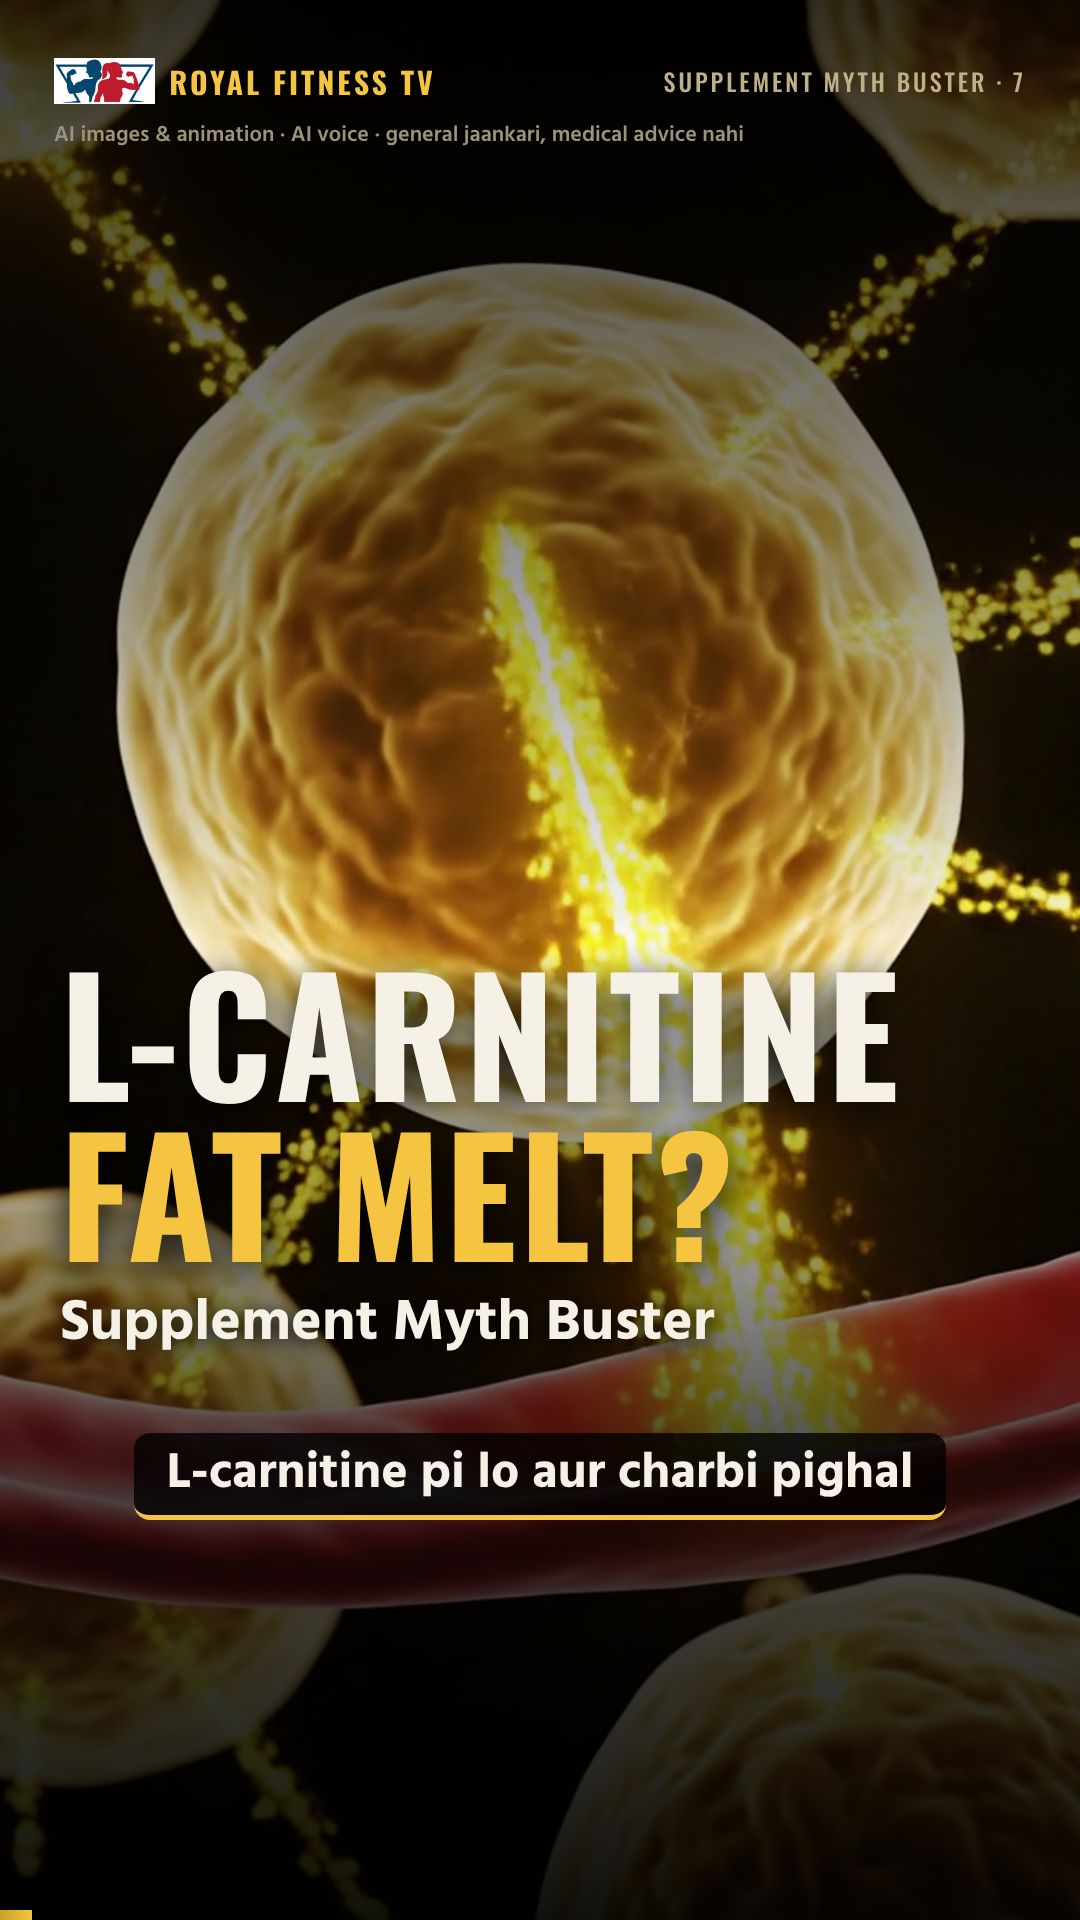 ROYAL FITNESS TV
SUPPLEMENT MYTH BUSTER · 7
AI images & animation · AI voice · general jaankari, medical advice nahi
L-CARNITINE
FAT MELT?
Supplement Myth Buster
L-carnitine pi lo aur charbi pighal